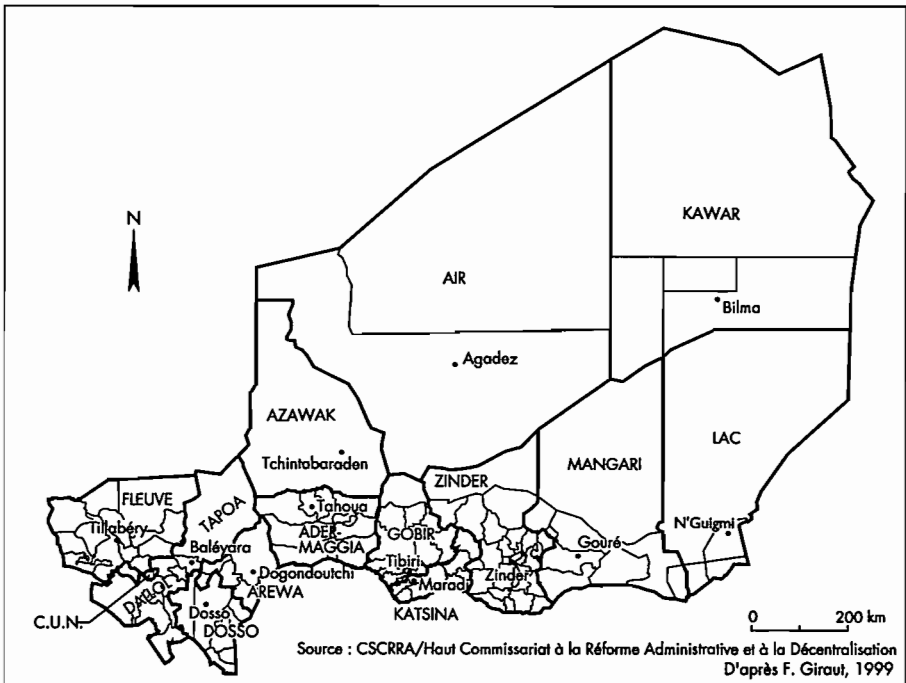 N
KAWAR
AIR
Bilma
Agadez
AZAWAK
LAC
Tchintabaraden
MANGARI
ZINDER
FLEUVE
TAPOA
Tahoua
N'Guigmi
Tillabéry
ADER-
MAGGIA
GOBIR
Gouré
Baléyara
Tibiri
Dogondoutchi
Zinder
Maradi
DALLOL
AREWA
KATSINA
C.U.N.
Dosso
DOSSO
0 200 km
Source : CSCRRA/Haut Commissariat à la Réforme Administrative et à la Décentralisation
D'après F. Giraut, 1999